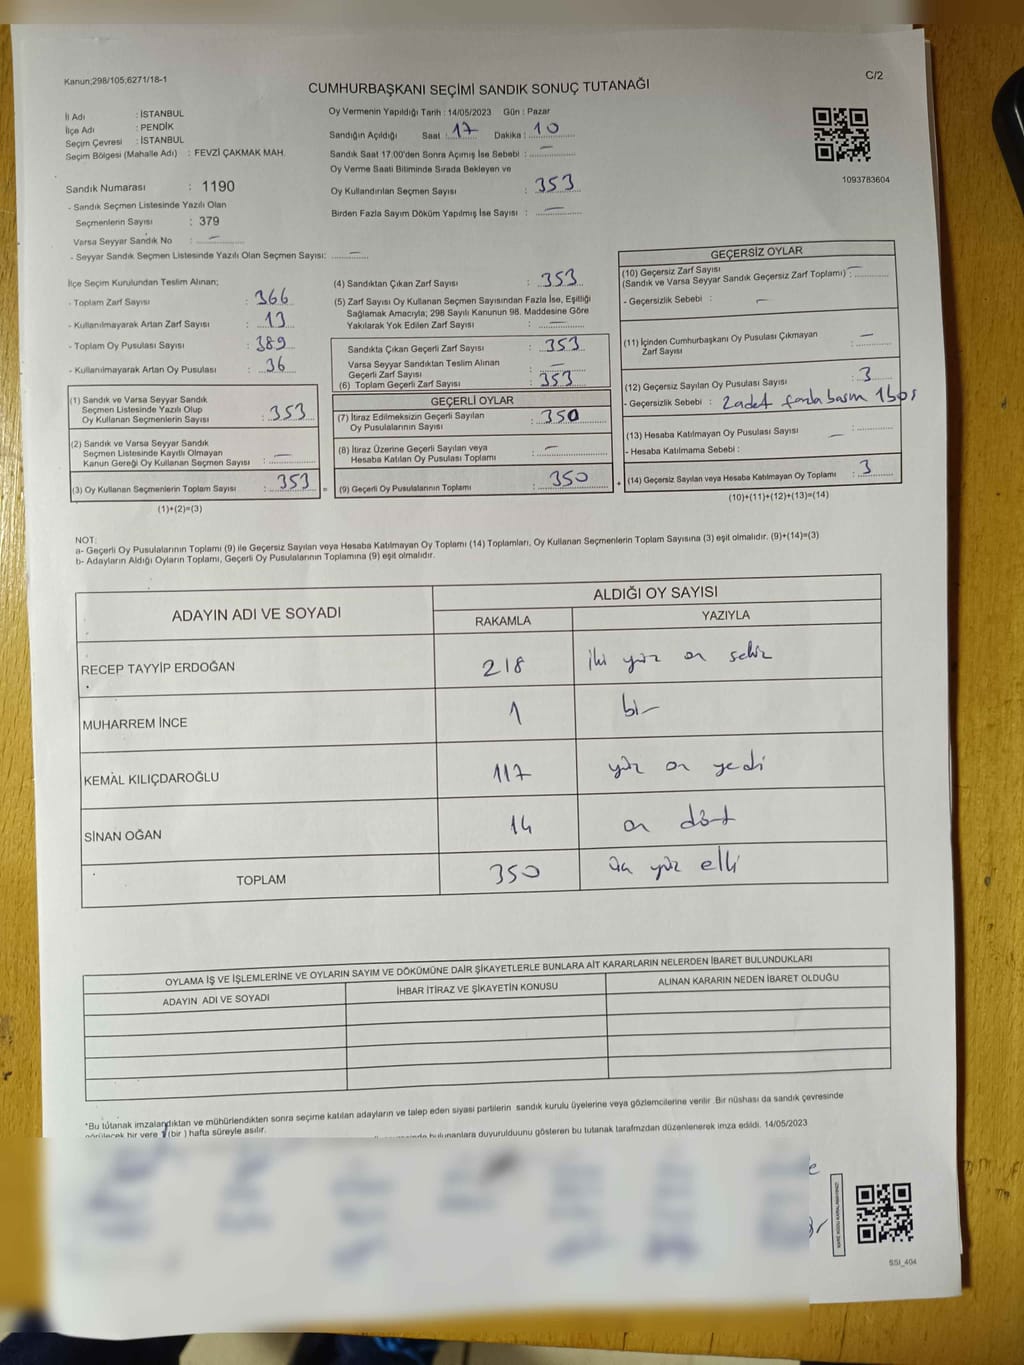 Kanun;298/105;6271/18-1
C/2
CUMHURBAŞKANI SEÇİMİ SANDIK SONUÇ TUTANAĞI
İl Adı : İSTANBUL
İlçe Adı : PENDİK
Seçim Çevresi : İSTANBUL
Seçim Bölgesi (Mahalle Adı) : FEVZİ ÇAKMAK MAH.
Oy Vermenin Yapıldığı Tarih : 14/05/2023 Gün : Pazar
Sandığın Açıldığı Saat : 17 Dakika : 10
Sandık Saat 17.00'den Sonra Açımış İse Sebebi : —
Oy Verme Saati Bitiminde Sırada Bekleyen ve
Oy Kullandırılan Seçmen Sayısı : 353
Birden Fazla Sayım Döküm Yapılmış İse Sayısı : —
1093783604
Sandık Numarası : 1190
- Sandık Seçmen Listesinde Yazılı Olan
Seçmenlerin Sayısı : 379
Varsa Seyyar Sandık No : —
- Seyyar Sandık Seçmen Listesinde Yazılı Olan Seçmen Sayısı: —
İlçe Seçim Kurulundan Teslim Alınan;
- Toplam Zarf Sayısı : 366
- Kullanılmayarak Artan Zarf Sayısı : 13
- Toplam Oy Pusulası Sayısı : 389
- Kullanılmayarak Artan Oy Pusulası : 36
(1) Sandık ve Varsa Seyyar Sandık
Seçmen Listesinde Yazılı Olup
Oy Kullanan Seçmenlerin Sayısı : 353
(2) Sandık ve Varsa Seyyar Sandık
Seçmen Listesinde Kayıtlı Olmayan
Kanun Gereği Oy Kullanan Seçmen Sayısı : —
(3) Oy Kullanan Seçmenlerin Toplam Sayısı : 353 =
(1)+(2)=(3)
(4) Sandıktan Çıkan Zarf Sayısı : 353
(5) Zarf Sayısı Oy Kullanan Seçmen Sayısından Fazla İse, Eşitliği
Sağlamak Amacıyla; 298 Sayılı Kanunun 98. Maddesine Göre
Yakılarak Yok Edilen Zarf Sayısı : —
Sandıkta Çıkan Geçerli Zarf Sayısı : 353
Varsa Seyyar Sandıktan Teslim Alınan
Geçerli Zarf Sayısı : —
(6) Toplam Geçerli Zarf Sayısı : 353
GEÇERLİ OYLAR
(7) İtiraz Edilmeksizin Geçerli Sayılan
Oy Pusulalarının Sayısı : 350
(8) İtiraz Üzerine Geçerli Sayılan veya
Hesaba Katılan Oy Pusulası Toplamı : —
(9) Geçerli Oy Pusulalarının Toplamı : 350 +
GEÇERSİZ OYLAR
(10) Geçersiz Zarf Sayısı
(Sandık ve Varsa Seyyar Sandık Geçersiz Zarf Toplamı) : —
- Geçersizlik Sebebi : —
(11) İçinden Cumhurbaşkanı Oy Pusulası Çıkmayan
Zarf Sayısı : —
(12) Geçersiz Sayılan Oy Pusulası Sayısı : 3
- Geçersizlik Sebebi : 2 adet fazla basım 1 boş
(13) Hesaba Katılmayan Oy Pusulası Sayısı : —
- Hesaba Katılmama Sebebi :
(14) Geçersiz Sayılan veya Hesaba Katılmayan Oy Toplamı : 3
(10)+(11)+(12)+(13)=(14)
NOT:
a- Geçerli Oy Pusulalarının Toplamı (9) ile Geçersiz Sayılan veya Hesaba Katılmayan Oy Toplamı (14) Toplamları, Oy Kullanan Seçmenlerin Toplam Sayısına (3) eşit olmalıdır. (9)+(14)=(3)
b- Adayların Aldığı Oyların Toplamı, Geçerli Oy Pusulalarının Toplamına (9) eşit olmalıdır.
ADAYIN ADI VE SOYADI ALDIĞI OY SAYISI
RAKAMLA YAZIYLA
RECEP TAYYİP ERDOĞAN 218 iki yüz on sekiz
MUHARREM İNCE 1 bir
KEMAL KILIÇDAROĞLU 117 yüz on yedi
SİNAN OĞAN 14 on dört
TOPLAM 350 üç yüz elli
OYLAMA İŞ VE İŞLEMLERİNE VE OYLARIN SAYIM VE DÖKÜMÜNE DAİR ŞİKAYETLERLE BUNLARA AİT KARARLARIN NELERDEN İBARET BULUNDUKLARI
ADAYIN ADI VE SOYADI İHBAR İTİRAZ VE ŞİKAYETİN KONUSU ALINAN KARARIN NEDEN İBARET OLDUĞU
*Bu tutanak imzalandıktan ve mühürlendikten sonra seçime katılan adayların ve talep eden siyasi partilerin sandık kurulu üyelerine veya gözlemcilerine verilir. Bir nüshası da sandık çevresinde
görülecek bir yere 1 (bir) hafta süreyle asılır.
bulunanlara duyurulduunu gösteren bu tutanak tarafmzdan düzenlenerek imza edildi. 14/05/2023
SSI_404